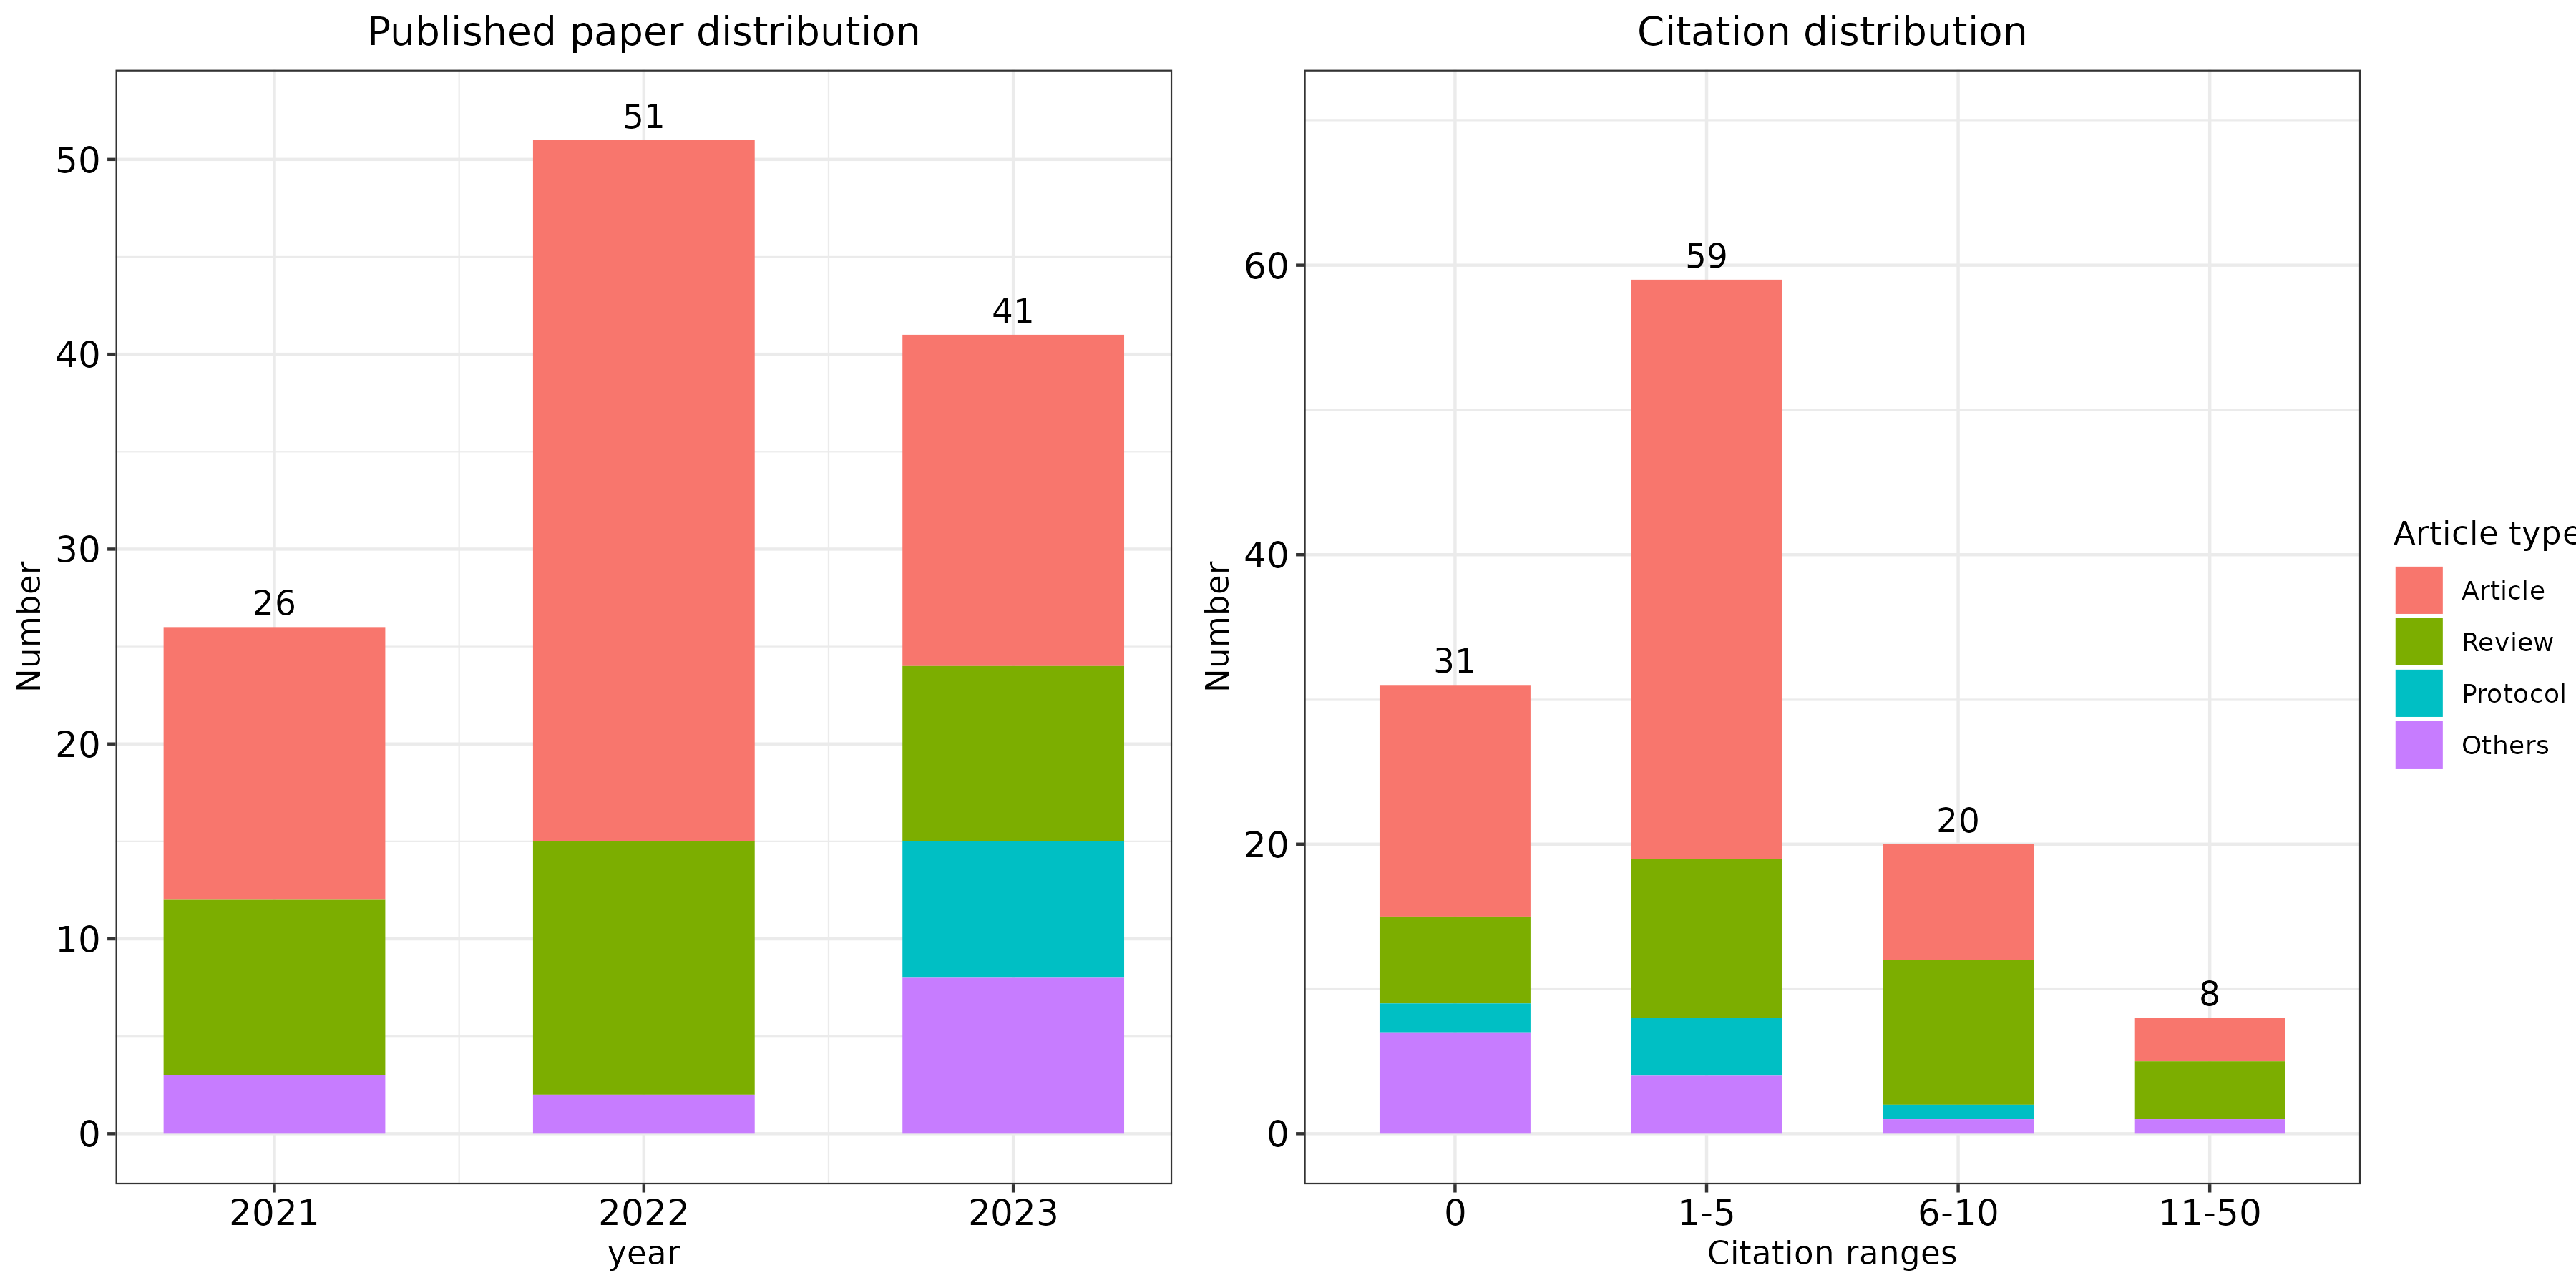 Published paper distribution
51
41
26
50
40
30
20
10
0
Number
2021
2022
2023
year
Citation distribution
59
31
20
8
60
40
20
0
Number
0
1-5
6-10
11-50
Citation ranges
Article type
Article
Review
Protocol
Others